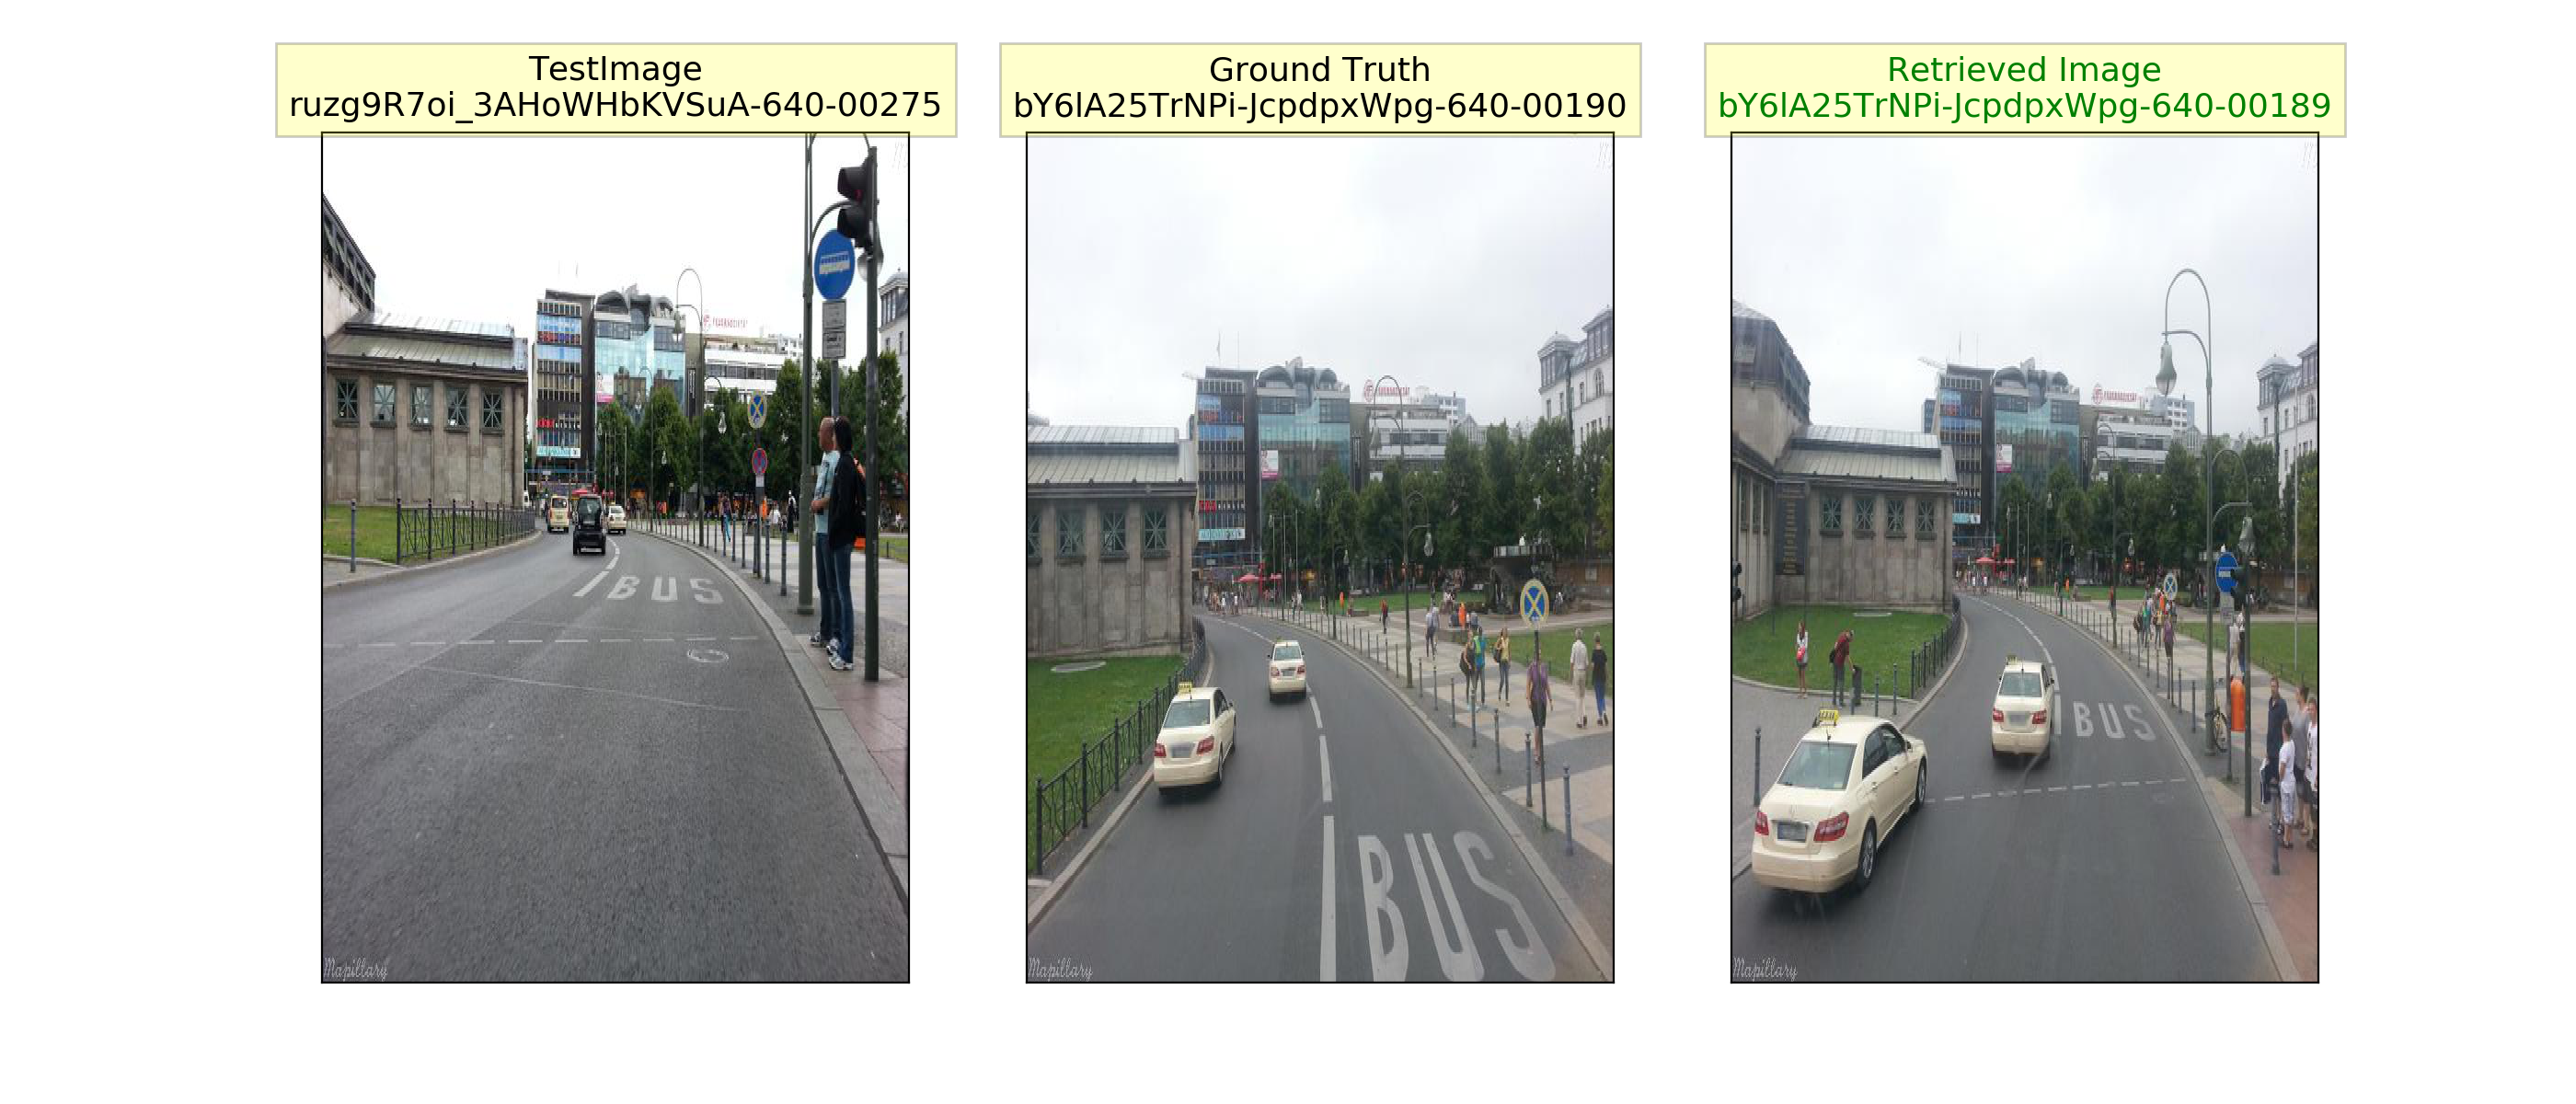 TestImage
ruzg9R7oi_3AHoWHbKVSuA-640-00275
Ground Truth
bY6lA25TrNPi-JcpdpxWpg-640-00190
Retrieved Image
bY6lA25TrNPi-JcpdpxWpg-640-00189
BUS
BUS
BUS
Mapillary
Mapillary
Mapillary